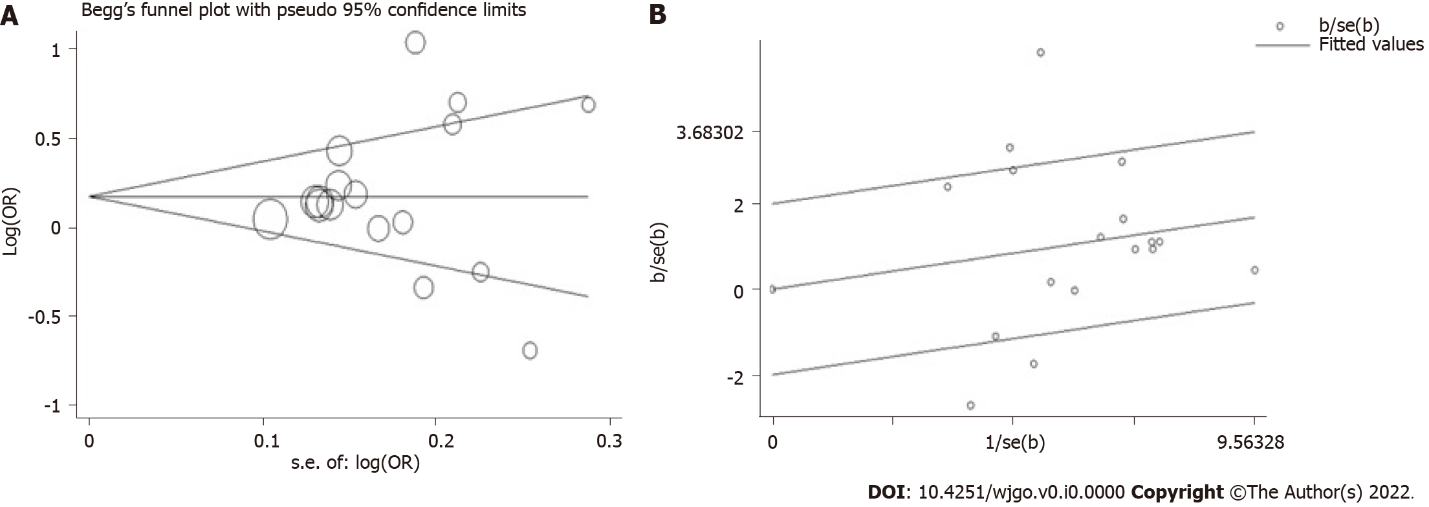 A
Begg's funnel plot with pseudo 95% confidence limits
1
0.5
0
-0.5
-1
Log(OR)
0
0.1
0.2
0.3
s.e. of: log(OR)
B
b/se(b)
Fitted values
3.68302
2
0
-2
b/se(b)
0
1/se(b)
9.56328
DOI: 10.4251/wjgo.v0.i0.0000 Copyright ©The Author(s) 2022.